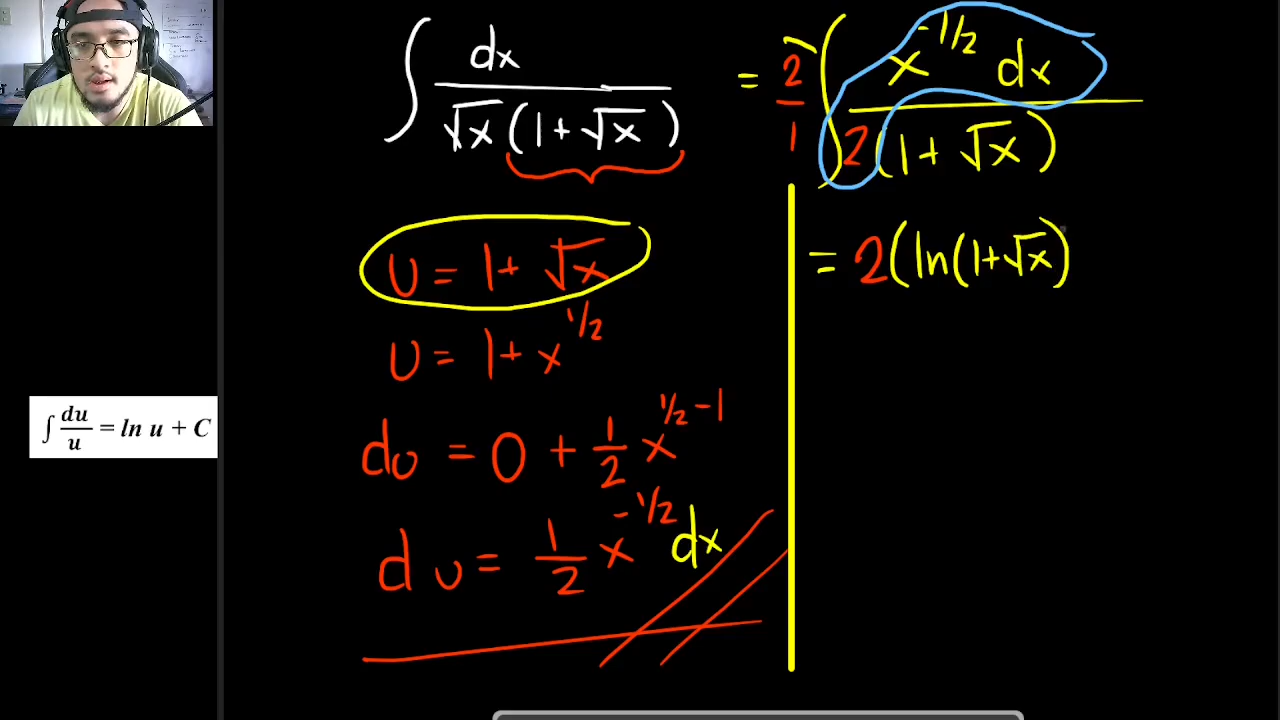 ∫ dx / √x (1 + √x) = 2/1 ∫ x^-1/2 dx / 2(1 + √x)
u = 1 + √x
= 2(ln(1+√x)
u = 1 + x^1/2
du = 0 + 1/2 x^1/2 - 1
du = 1/2 x^-1/2 dx
∫ du/u = ln u + C